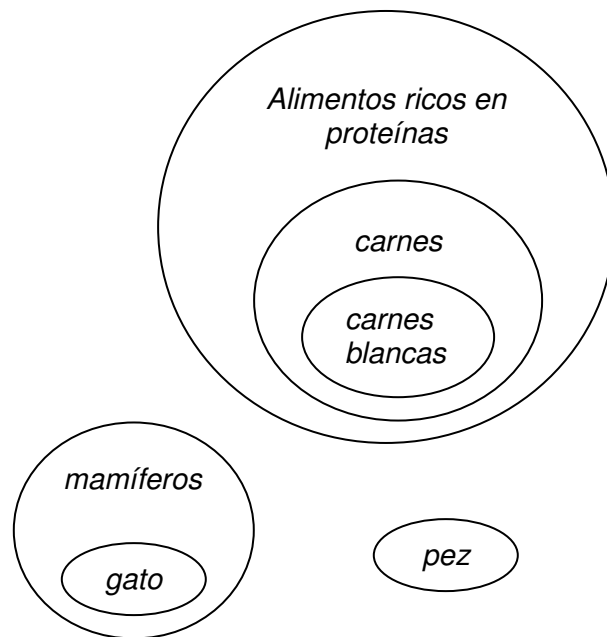 Alimentos ricos en
proteínas
carnes
carnes
blancas
mamíferos
gato
pez